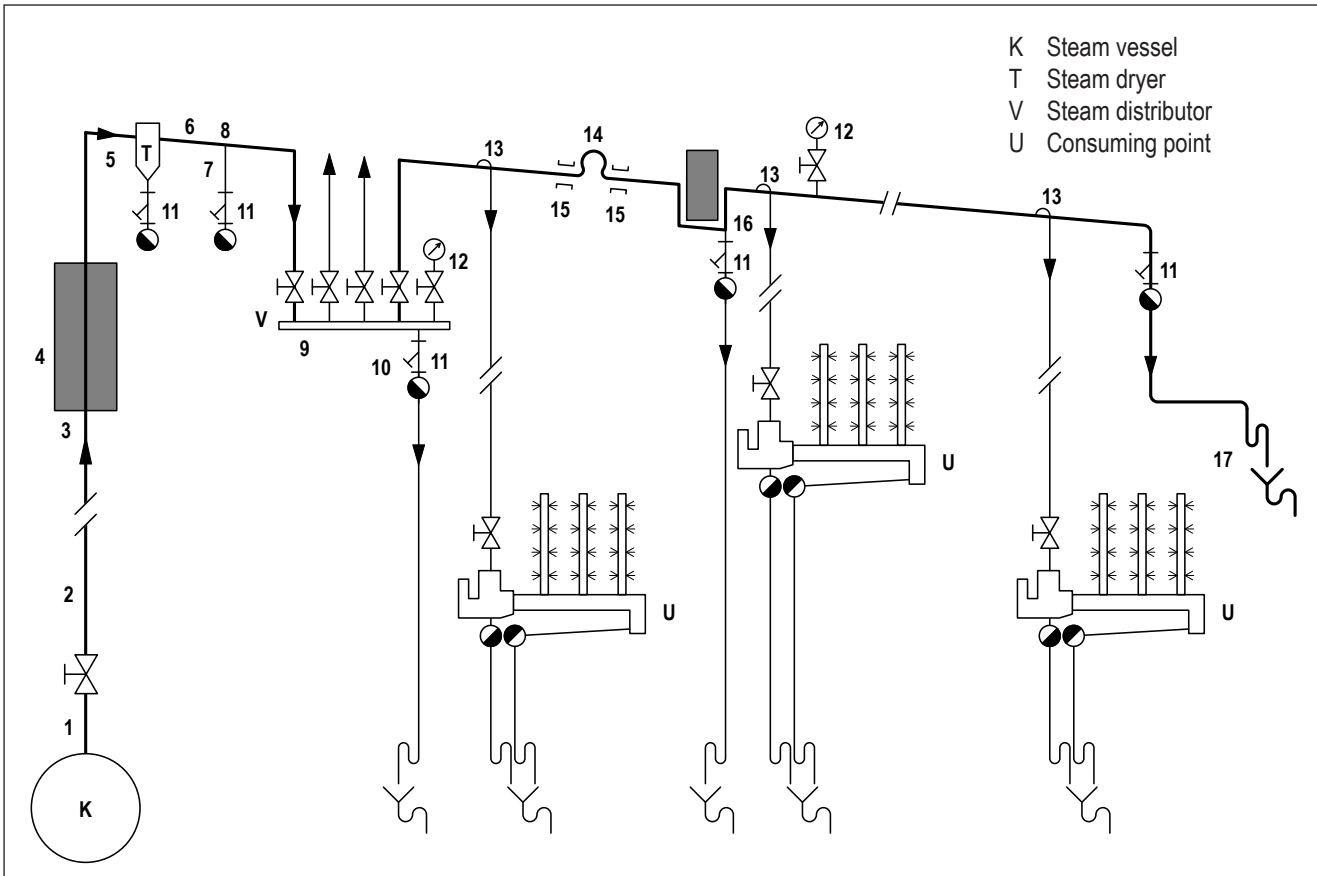 K Steam vessel
T Steam dryer
V Steam distributor
U Consuming point
12
14
13
6
8
5
T
7
13
13
15
15
16
11
11
12
11
11
V
4
9
10
11
3
U
17
2
U
U
1
K